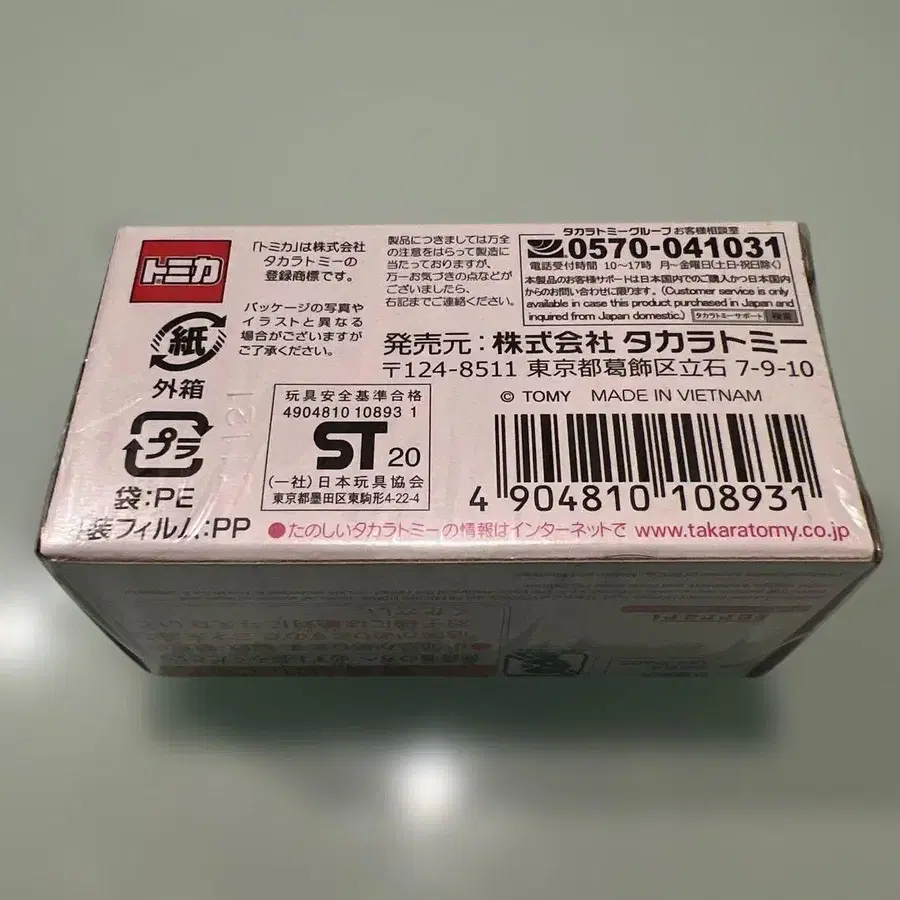 トミカ
「トミカ」は株式会社
タカラトミーの
登録商標です。
パッケージの写真や
イラストと異なる
場合がございますが
ご了承ください。
製品につきましては万全
の注意をはらって製造に
当たっておりますが、
万一お気づきの点などが
ございましたら、
右記までご連絡ください。
タカラトミーグループ お客様相談室
0570-041031
電話受付時間 10〜17時 月〜金曜日(土日・祝日除く)
本製品のお客様サポートは日本国内でのご購入かつ日本国内
からのお問い合わせに限ります。(Customer service is only
available in case this product purchased in Japan and
inquired from Japan domestic.) タカラトミーサポート 検索
発売元：株式会社 タカラトミー
〒124-8511 東京都葛飾区立石 7-9-10
紙
外箱
プラ
袋:PE
装フィルム:PP
玩具安全基準合格
4904810 10893 1
ST 20
(一社)日本玩具協会
東京都墨田区東駒形4-22-4
© TOMY MADE IN VIETNAM
4 904810 108931
●たのしいタカラトミーの情報はインターネットで www.takaratomy.co.jp